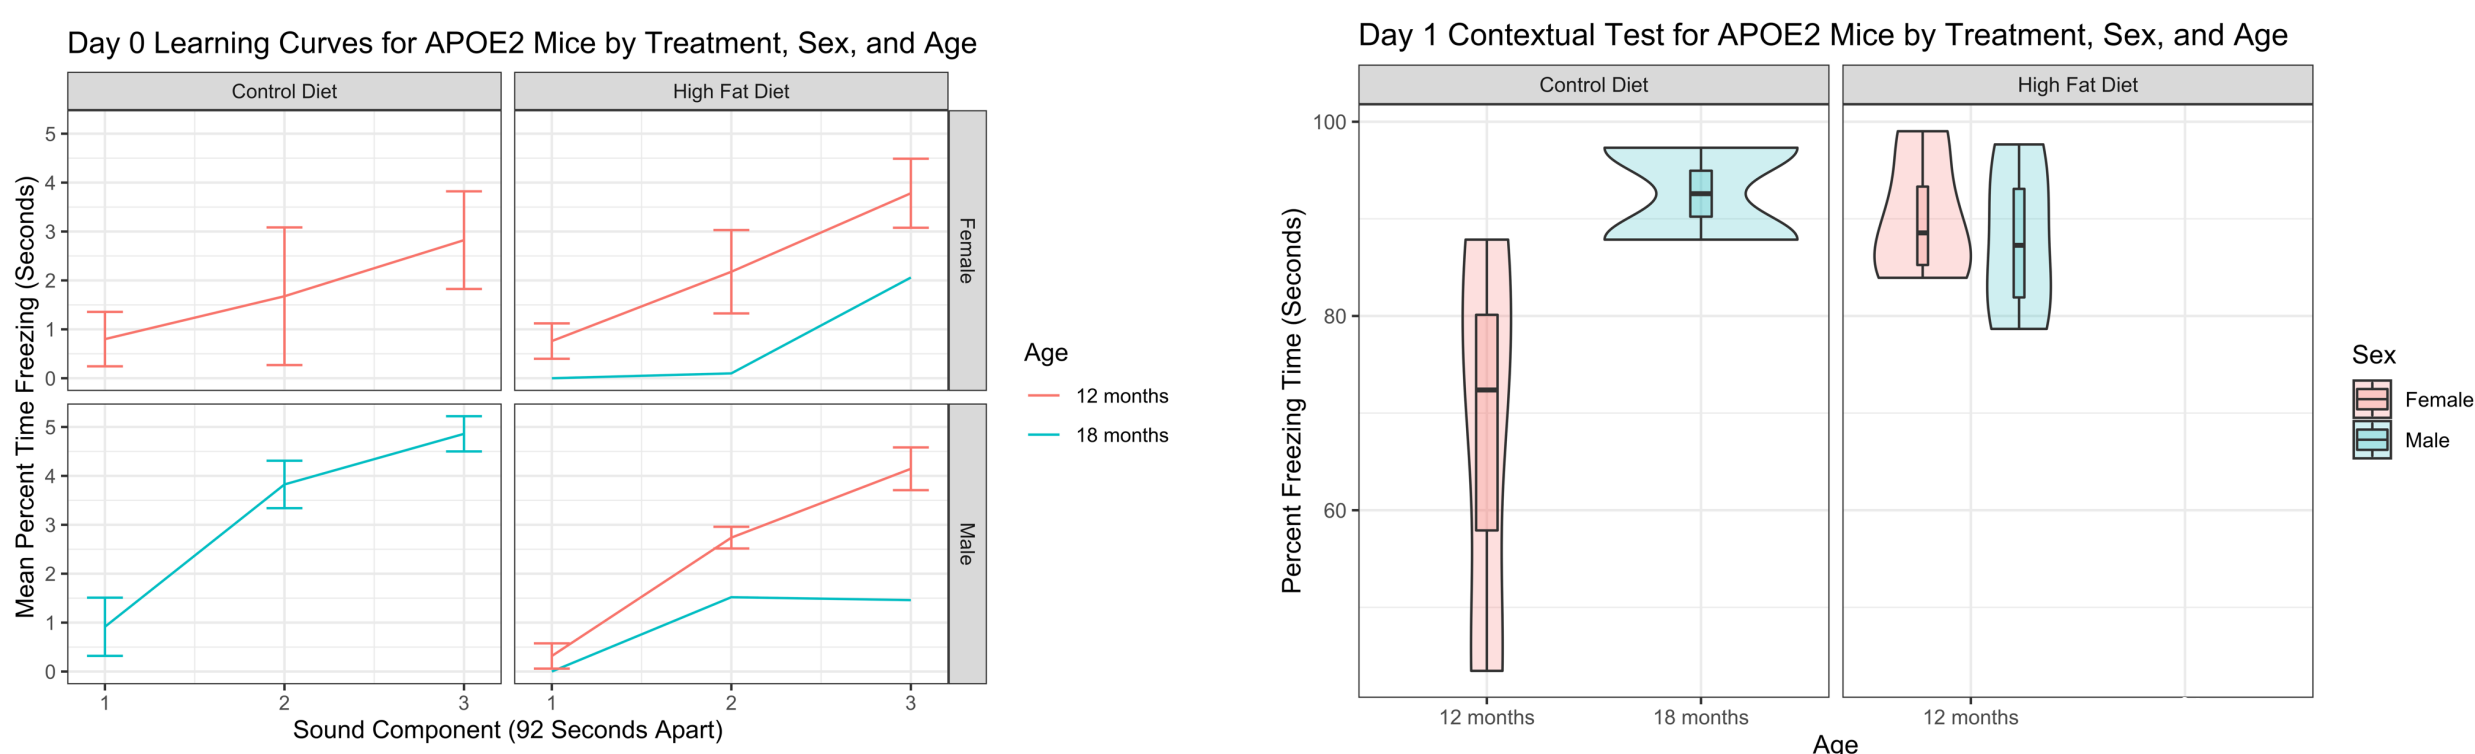 Day 0 Learning Curves for APOE2 Mice by Treatment, Sex, and Age
Control Diet
High Fat Diet
Mean Percent Time Freezing (Seconds)
5
4
3
2
1
0
Female
5
4
3
2
1
0
Male
1
2
3
1
2
3
Sound Component (92 Seconds Apart)
Age
12 months
18 months
Day 1 Contextual Test for APOE2 Mice by Treatment, Sex, and Age
Control Diet
High Fat Diet
Percent Freezing Time (Seconds)
100
80
60
12 months
18 months
12 months
Age
Sex
Female
Male